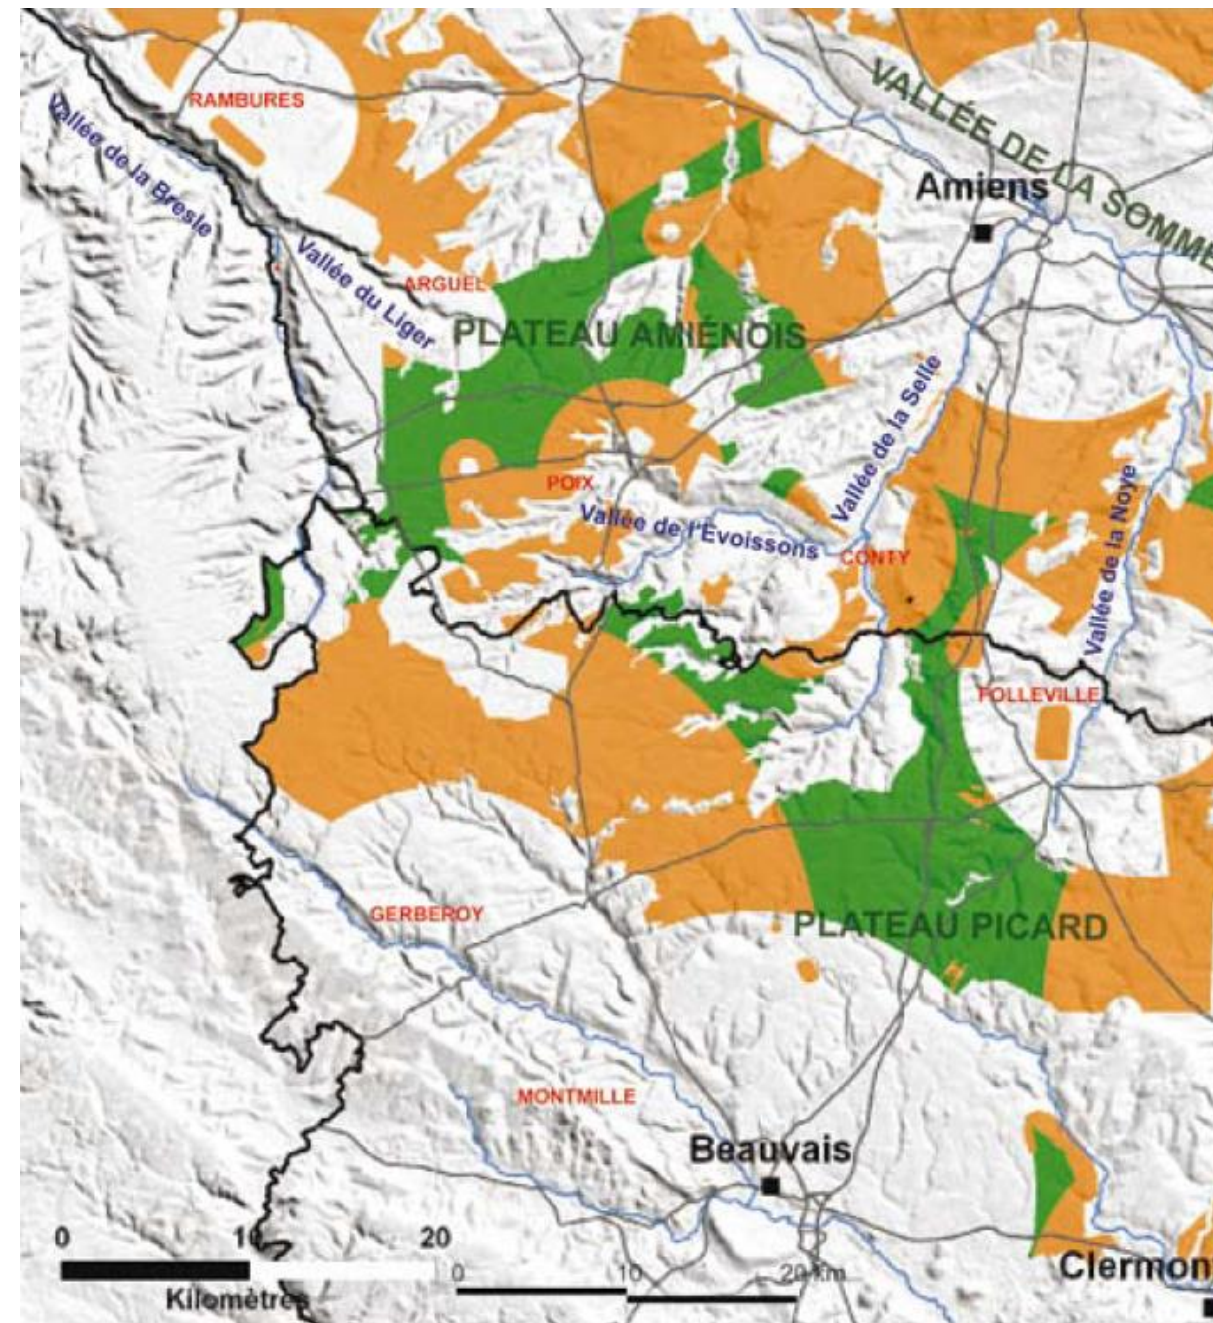 VALLÉE DE LA SOMME
RAMBURES
Vallée de la Bresle
Amiens
Vallée du Liger
ARGUEL
PLATEAU AMIÉNOIS
Vallée de la Selle
POIX
Vallée de l'Évoissons
CONTY
Vallée de la Noye
FOLLEVILLE
GERBEROY
PLATEAU PICARD
MONTMILLE
Beauvais
0 10 20
Kilomètres
0 10 20 km
Clermon